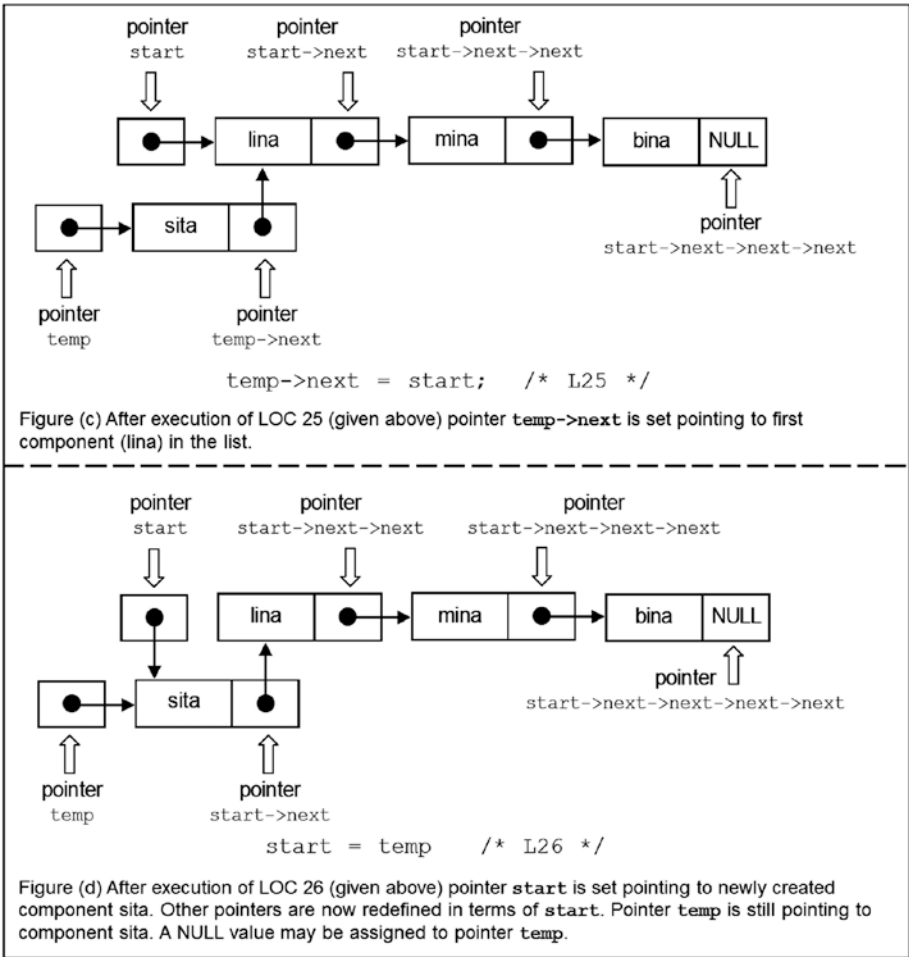 pointer pointer pointer
start start->next start->next->next
lina mina bina NULL
sita
pointer
start->next->next->next
pointer pointer
temp temp->next
temp->next = start; /* L25 */
Figure (c) After execution of LOC 25 (given above) pointer temp->next is set pointing to first
component (lina) in the list.
pointer pointer pointer
start start->next->next start->next->next->next
lina mina bina NULL
sita
pointer
start->next->next->next->next
pointer pointer
temp start->next
start = temp /* L26 */
Figure (d) After execution of LOC 26 (given above) pointer start is set pointing to newly created
component sita. Other pointers are now redefined in terms of start. Pointer temp is still pointing to
component sita. A NULL value may be assigned to pointer temp.